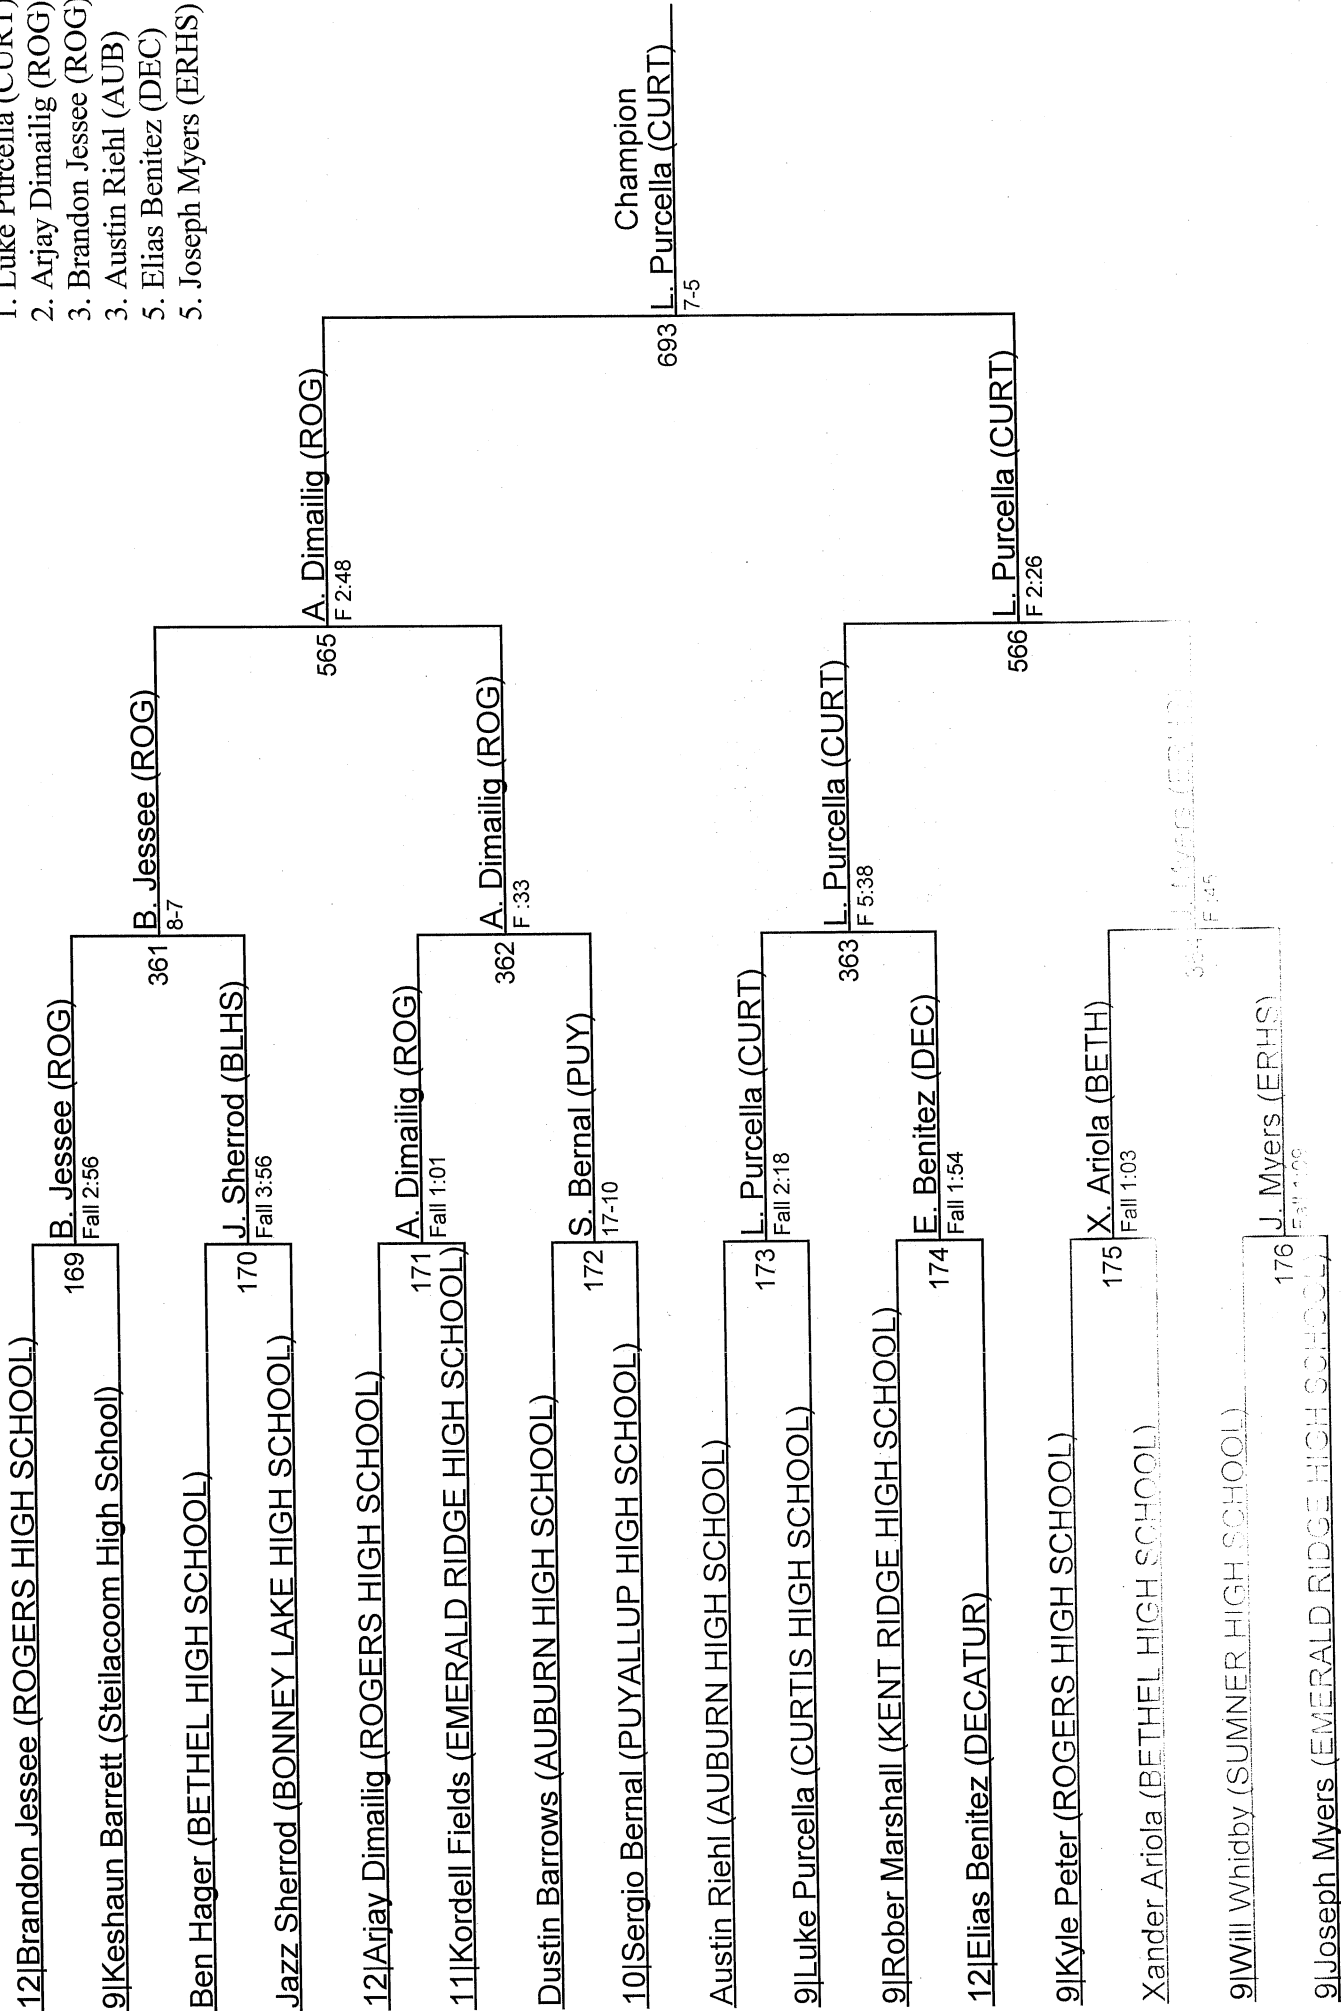 1. Luke Purcella (CURT)
2. Arjay Dimailig (ROG)
3. Brandon Jessee (ROG)
3. Austin Riehl (AUB)
5. Elias Benitez (DEC)
5. Joseph Myers (ERHS)
12|Brandon Jessee (ROGERS HIGH SCHOOL)
9|Keshaun Barrett (Steilacoom High School)
Ben Hager (BETHEL HIGH SCHOOL)
Jazz Sherrod (BONNEY LAKE HIGH SCHOOL)
12|Arjay Dimailig (ROGERS HIGH SCHOOL)
11|Kordell Fields (EMERALD RIDGE HIGH SCHOOL)
Dustin Barrows (AUBURN HIGH SCHOOL)
10|Sergio Bernal (PUYALLUP HIGH SCHOOL)
Austin Riehl (AUBURN HIGH SCHOOL)
9|Luke Purcella (CURTIS HIGH SCHOOL)
9|Rober Marshall (KENT RIDGE HIGH SCHOOL)
12|Elias Benitez (DECATUR)
9|Kyle Peter (ROGERS HIGH SCHOOL)
Xander Ariola (BETHEL HIGH SCHOOL)
9|Will Whidby (SUMNER HIGH SCHOOL)
9|Joseph Myers (EMERALD RIDGE HIGH SCHOOL)
169
B. Jessee (ROG)
Fall 2:56
170
J. Sherrod (BLHS)
Fall 3:56
171
A. Dimailig (ROG)
Fall 1:01
172
S. Bernal (PUY)
17-10
173
L. Purcella (CURT)
Fall 2:18
174
E. Benitez (DEC)
Fall 1:54
175
X. Ariola (BETH)
Fall 1:03
176
J. Myers (ERHS)
Fall
361
B. Jessee (ROG)
8-7
362
A. Dimailig (ROG)
F :33
363
L. Purcella (CURT)
F 5:38
J. Myers (ERHS)
F :45
565
A. Dimailig (ROG)
F 2:48
566
L. Purcella (CURT)
F 2:26
693
Champion
L. Purcella (CURT)
7-5